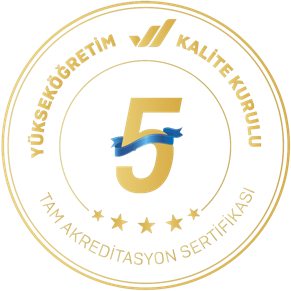 YÜKSEKÖĞRETİM KALİTE KURULU
5
TAM AKREDİTASYON SERTİFİKASI